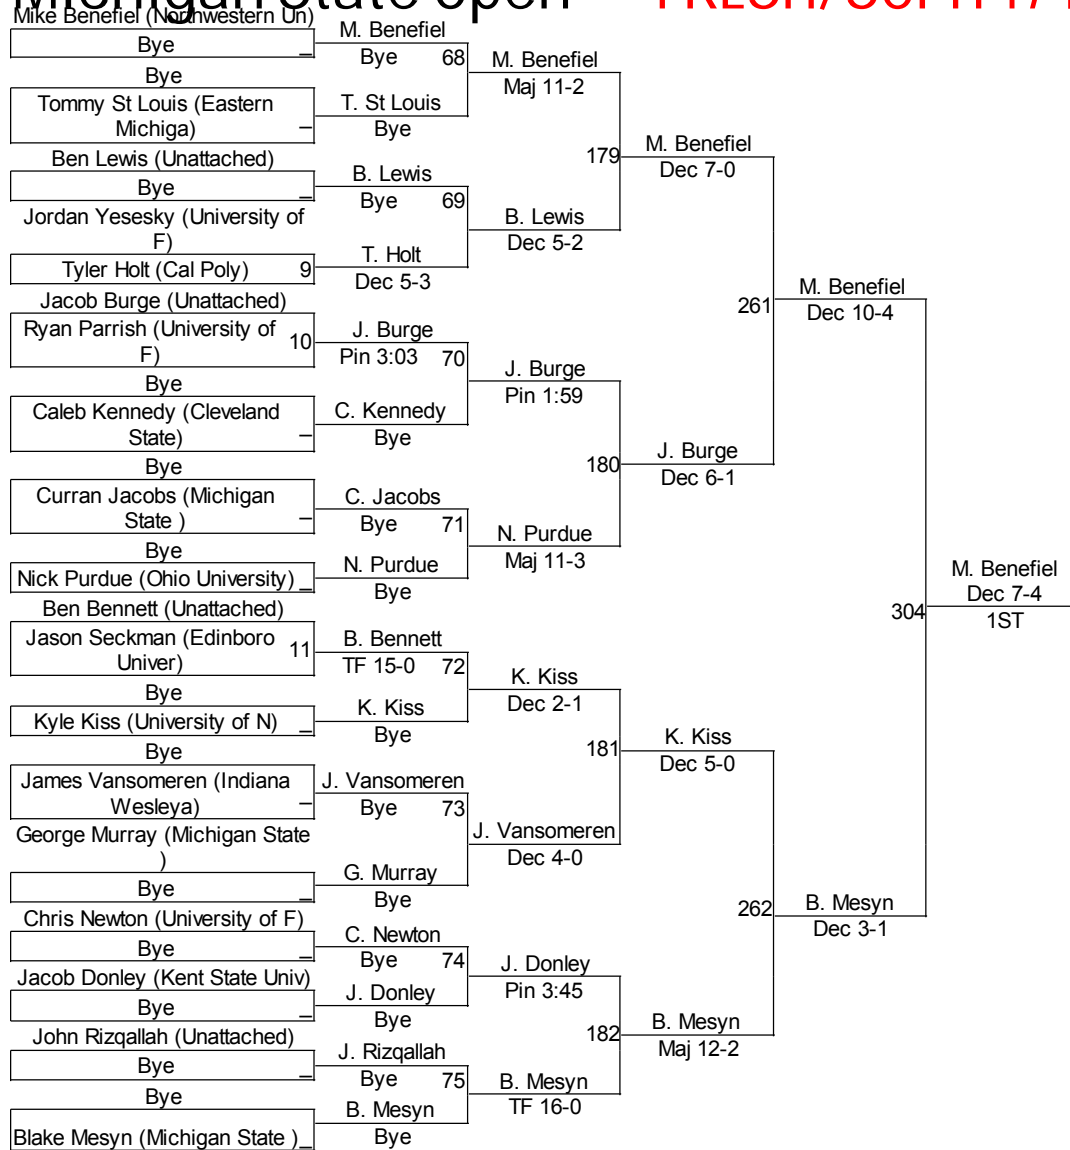 Michigan State open
Mike Benefiel (Northwestern Un)
Bye _
Bye
Tommy St Louis (Eastern
Michiga) _
Ben Lewis (Unattached)
Bye _
Jordan Yesesky (University of
F)
Tyler Holt (Cal Poly) 9
Jacob Burge (Unattached)
Ryan Parrish (University of
F) 10
Bye
Caleb Kennedy (Cleveland
State) _
Bye
Curran Jacobs (Michigan
State ) _
Bye
Nick Purdue (Ohio University) _
Ben Bennett (Unattached)
Jason Seckman (Edinboro
Univer) 11
Bye
Kyle Kiss (University of N) _
Bye
James Vansomeren (Indiana
Wesleya) _
George Murray (Michigan State
)
Bye _
Chris Newton (University of F)
Bye _
Jacob Donley (Kent State Univ)
Bye _
John Rizqallah (Unattached)
Bye _
Bye
Blake Mesyn (Michigan State ) _
M. Benefiel
Bye 68
T. St Louis
Bye
B. Lewis
Bye 69
T. Holt
Dec 5-3
J. Burge
Pin 3:03 70
C. Kennedy
Bye
C. Jacobs
Bye 71
N. Purdue
Bye
B. Bennett
TF 15-0 72
K. Kiss
Bye
J. Vansomeren
Bye 73
G. Murray
Bye
C. Newton
Bye 74
J. Donley
Bye
J. Rizqallah
Bye 75
B. Mesyn
Bye
M. Benefiel
Maj 11-2
179
B. Lewis
Dec 5-2
J. Burge
Pin 1:59
180
N. Purdue
Maj 11-3
K. Kiss
Dec 2-1
181
J. Vansomeren
Dec 4-0
J. Donley
Pin 3:45
182
B. Mesyn
TF 16-0
M. Benefiel
Dec 7-0
261
J. Burge
Dec 6-1
K. Kiss
Dec 5-0
262
B. Mesyn
Maj 12-2
M. Benefiel
Dec 10-4
304
B. Mesyn
Dec 3-1
M. Benefiel
Dec 7-4
1ST